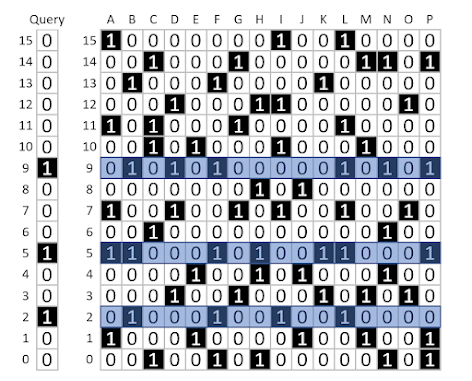 Query A B C D E F G H I J K L M N O P
15 0 15 1 0 0 0 0 0 0 0 1 0 0 1 0 0 0 0
14 0 14 0 0 1 0 0 0 1 0 0 0 0 0 1 1 0 1
13 0 13 0 1 0 0 0 1 0 0 0 0 1 0 0 0 0 0
12 0 12 0 0 0 1 0 0 0 1 1 0 0 0 0 0 1 0
11 0 11 1 0 1 0 0 0 1 0 0 0 0 1 0 0 0 0
10 0 10 0 0 1 0 1 0 0 0 1 0 0 0 1 0 0 0
9 1 9 0 1 0 1 0 1 0 0 0 0 0 1 0 1 0 1
8 0 8 0 0 0 0 0 0 0 1 0 1 0 0 0 0 0 0
7 0 7 1 0 0 1 0 0 1 0 1 0 0 1 0 0 1 0
6 0 6 0 0 1 0 0 0 0 0 0 0 0 0 0 1 0 0
5 1 5 1 1 0 0 0 1 0 1 0 0 1 1 0 0 0 1
4 0 4 0 0 0 0 1 0 0 1 0 1 0 0 0 1 0 0
3 0 3 0 0 0 1 0 0 1 0 0 0 1 0 1 0 1 0
2 1 2 0 1 0 0 0 1 0 0 1 0 0 1 0 0 0 0
1 0 1 1 0 0 0 1 0 0 0 0 1 0 0 1 0 0 1
0 0 0 0 0 1 0 0 1 0 1 0 0 0 0 0 1 0 1